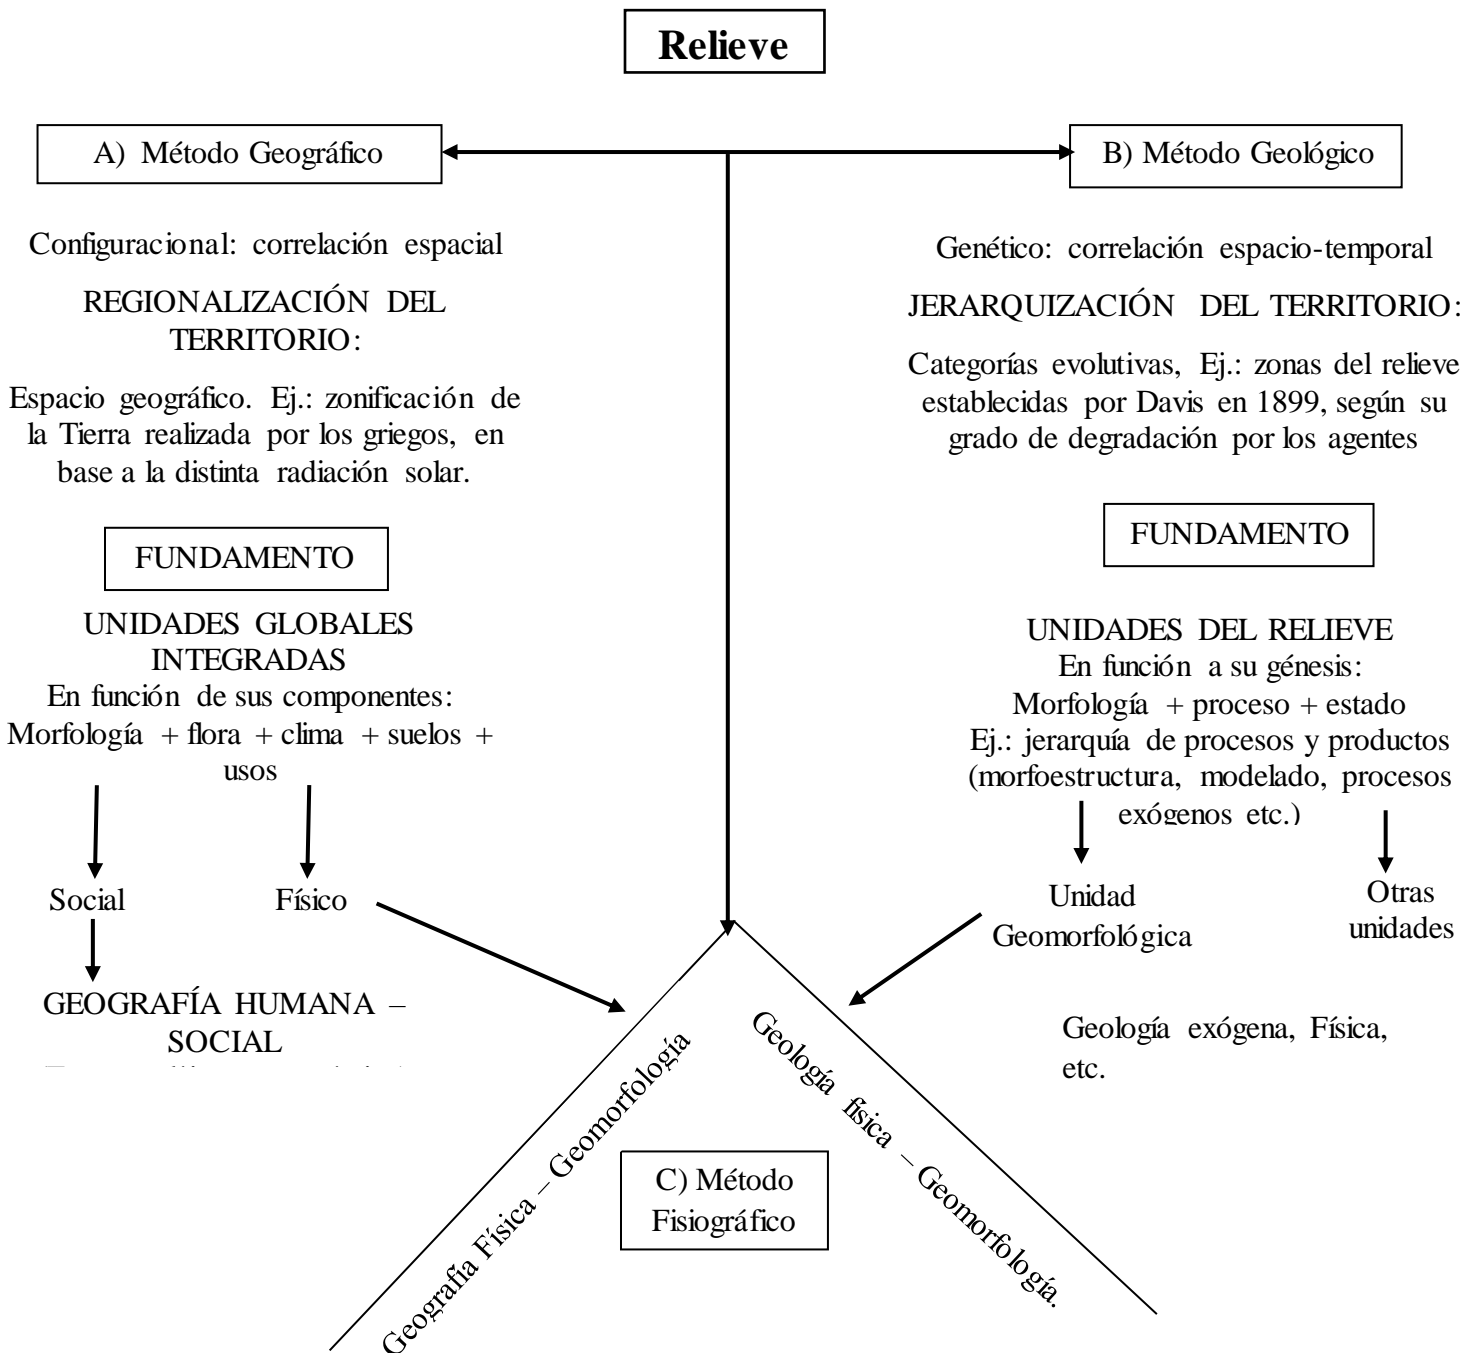 Relieve
A) Método Geográfico
Configuracional: correlación espacial
REGIONALIZACIÓN DEL
TERRITORIO:
Espacio geográfico. Ej.: zonificación de
la Tierra realizada por los griegos, en
base a la distinta radiación solar.
FUNDAMENTO
UNIDADES GLOBALES
INTEGRADAS
En función de sus componentes:
Morfología + flora + clima + suelos +
usos
Social
Físico
GEOGRAFÍA HUMANA –
SOCIAL
B) Método Geológico
Genético: correlación espacio-temporal
JERARQUIZACIÓN DEL TERRITORIO:
Categorías evolutivas, Ej.: zonas del relieve
establecidas por Davis en 1899, según su
grado de degradación por los agentes
FUNDAMENTO
UNIDADES DEL RELIEVE
En función a su génesis:
Morfología + proceso + estado
Ej.: jerarquía de procesos y productos
(morfoestructura, modelado, procesos
exógenos etc.)
Unidad
Geomorfológica
Otras
unidades
Geología exógena, Física,
etc.
Geografía Física – Geomorfología
Geología física – Geomorfología.
C) Método
Fisiográfico